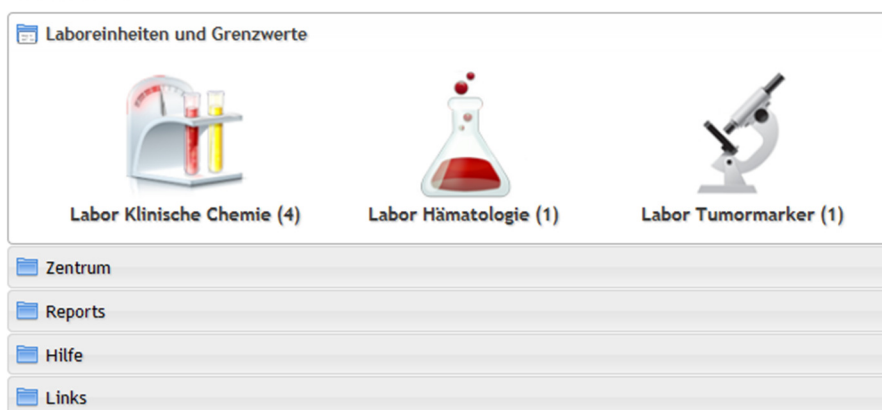 Laboreinheiten und Grenzwerte
Labor Klinische Chemie (4) Labor Hämatologie (1) Labor Tumormarker (1)
Zentrum
Reports
Hilfe
Links